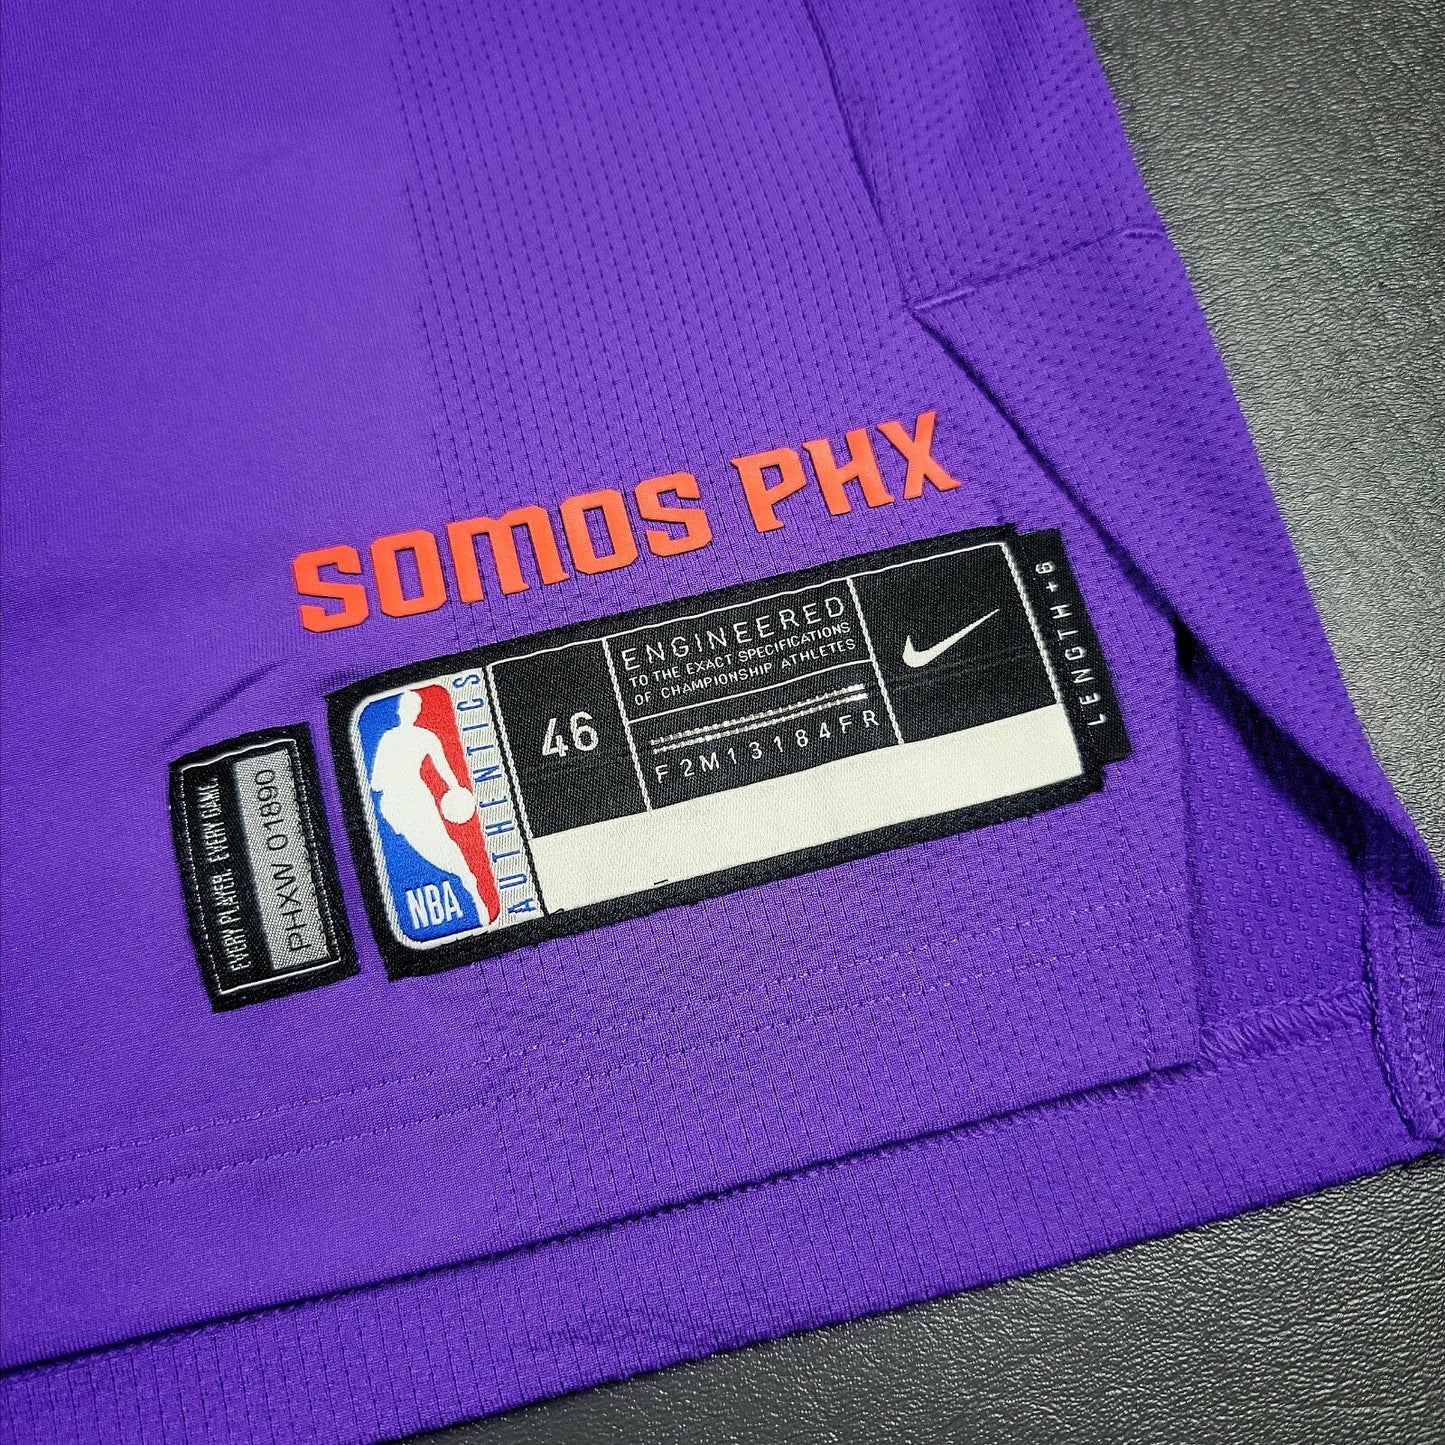 SOMOS PHX
EVERY PLAYER. EVERY GAME.
PHXW 01890
NBA
AUTHENTICS
46
ENGINEERED
TO THE EXACT SPECIFICATIONS
OF CHAMPIONSHIP ATHLETES
F2M13184FR
LENGTH +6